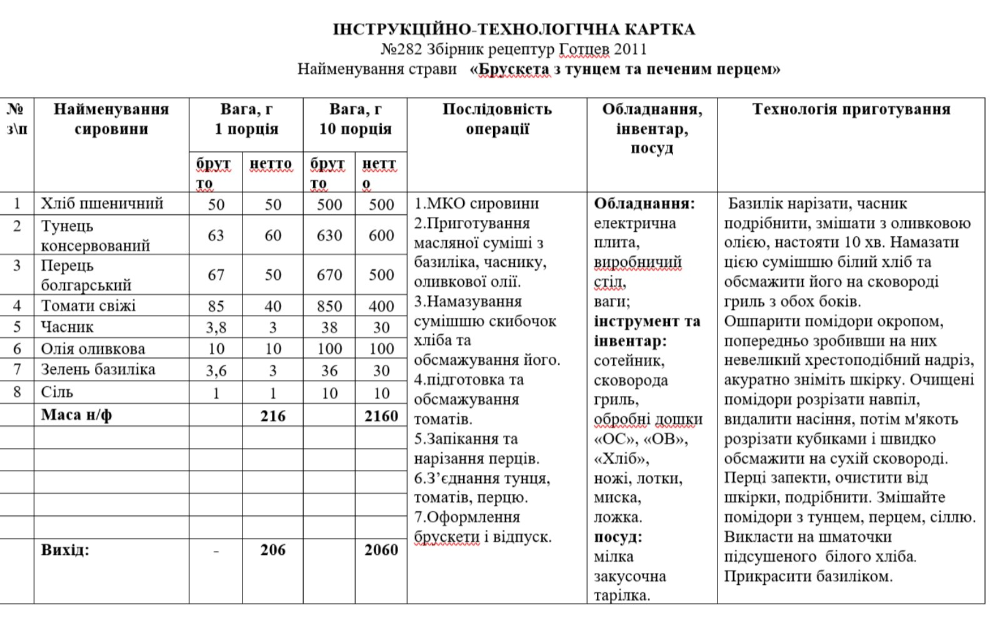 ІНСТРУКЦІЙНО-ТЕХНОЛОГІЧНА КАРТКА
№282 Збірник рецептур Готцев 2011
Найменування страви «Брускета з тунцем та печеним перцем»
№ з\п
Найменування сировини
Вага, г 1 порція
Вага, г 10 порція
Послідовність операції
Обладнання, інвентар, посуд
Технологія приготування
брут то
нетто
брут то
нетт о
1 Хліб пшеничний 50 50 500 500
2 Тунець консервований 63 60 630 600
3 Перець болгарський 67 50 670 500
4 Томати свіжі 85 40 850 400
5 Часник 3,8 3 38 30
6 Олія оливкова 10 10 100 100
7 Зелень базиліка 3,6 3 36 30
8 Сіль 1 1 10 10
Маса н/ф 216 2160
Вихід: - 206 2060
1.МКО сировини
2.Приготування
масляної суміші з
базиліка, часнику,
оливкової олії.
3.Намазування
сумішшю скибочок
хліба та
обсмажування його.
4.підготовка та
обсмажування
томатів.
5.Запікання та
нарізання перців.
6.З’єднання тунця,
томатів, перцю.
7.Оформлення
брускети і відпуск.
Обладнання:
електрична
плита,
виробничий
стіл,
ваги;
інструмент та
інвентар:
сотейник,
сковорода
гриль,
обробні дошки
«ОС», «ОВ»,
«Хліб»,
ножі, лотки,
миска,
ложка.
посуд:
мілка
закусочна
тарілка.
Базилік нарізати, часник
подрібнити, змішати з оливковою
олією, настояти 10 хв. Намазати
цією сумішшю білий хліб та
обсмажити його на сковороді
гриль з обох боків.
Ошпарити помідори окропом,
попередньо зробивши на них
невеликий хрестоподібний надріз,
акуратно зніміть шкірку. Очищені
помідори розрізати навпіл,
видалити насіння, потім м'якоть
розрізати кубиками і швидко
обсмажити на сухій сковороді.
Перці запекти, очистити від
шкірки, подрібнити. Змішайте
помідори з тунцем, перцем, сіллю.
Викласти на шматочки
підсушеного білого хліба.
Прикрасити базиліком.